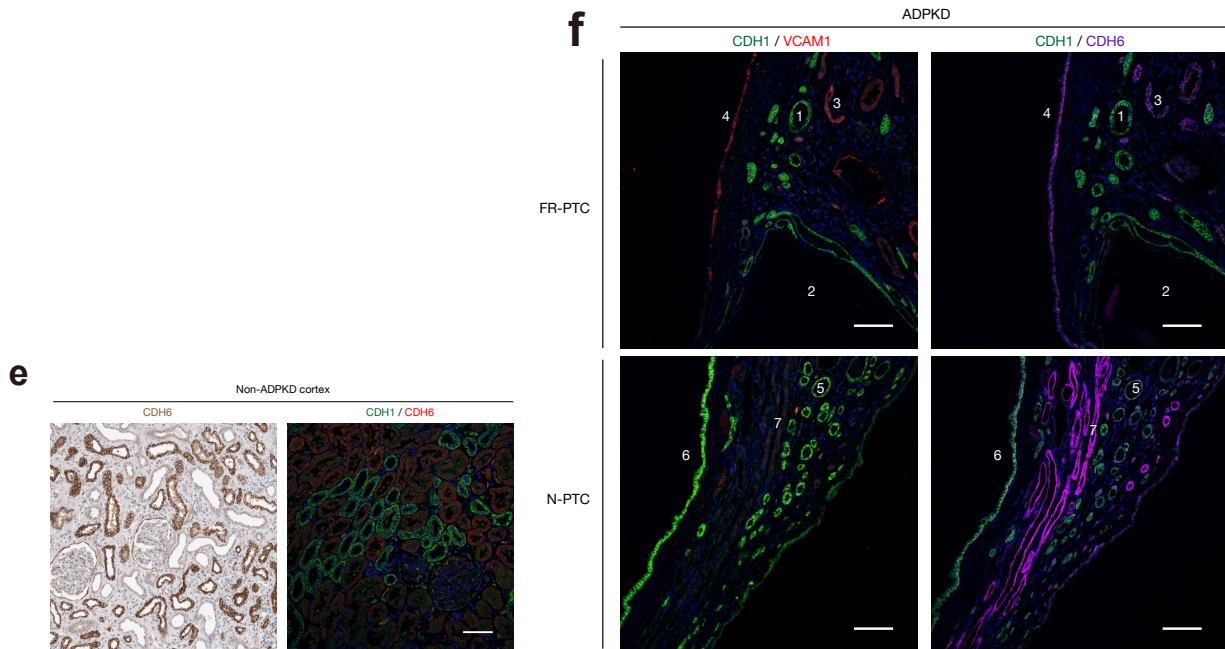 f
ADPKD
CDH1 / VCAM1
CDH1 / CDH6
FR-PTC
4
1
3
2
4
1
3
2
N-PTC
5
7
6
5
7
6
e
Non-ADPKD cortex
CDH6
CDH1 / CDH6